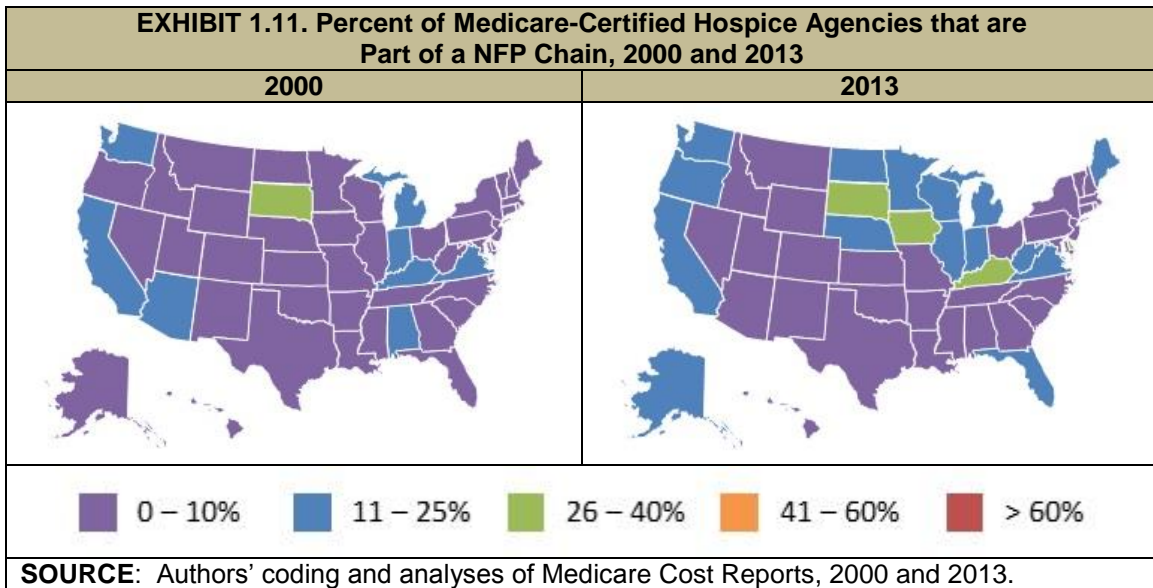 EXHIBIT 1.11. Percent of Medicare-Certified Hospice Agencies that are
Part of a NFP Chain, 2000 and 2013
2000
2013
0 – 10%
11 – 25%
26 – 40%
41 – 60%
> 60%
SOURCE: Authors' coding and analyses of Medicare Cost Reports, 2000 and 2013.